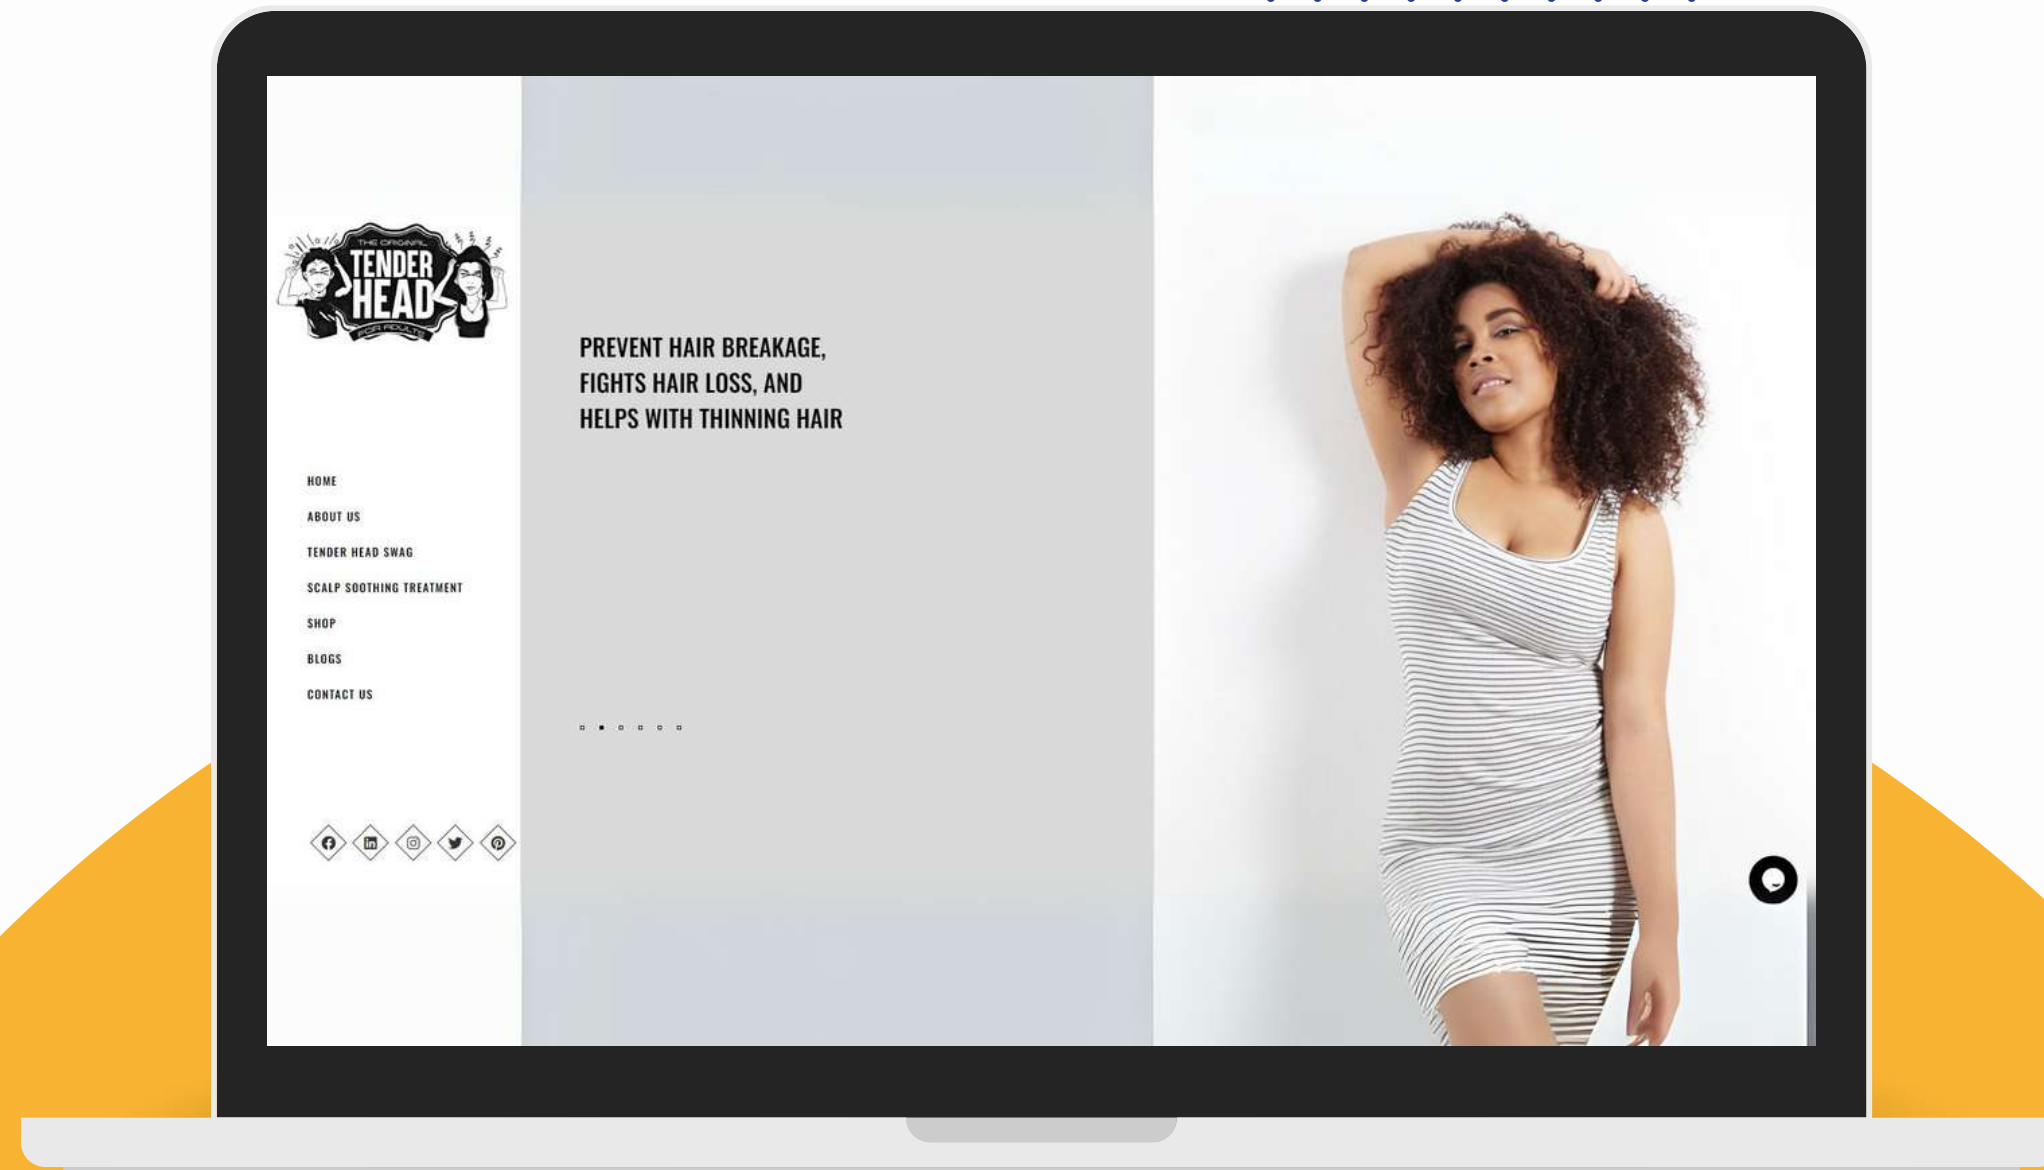 THE ORIGINAL
TENDER
HEAD
FOR ADULTS
HOME
ABOUT US
TENDER HEAD SWAG
SCALP SOOTHING TREATMENT
SHOP
BLOGS
CONTACT US
PREVENT HAIR BREAKAGE,
FIGHTS HAIR LOSS, AND
HELPS WITH THINNING HAIR